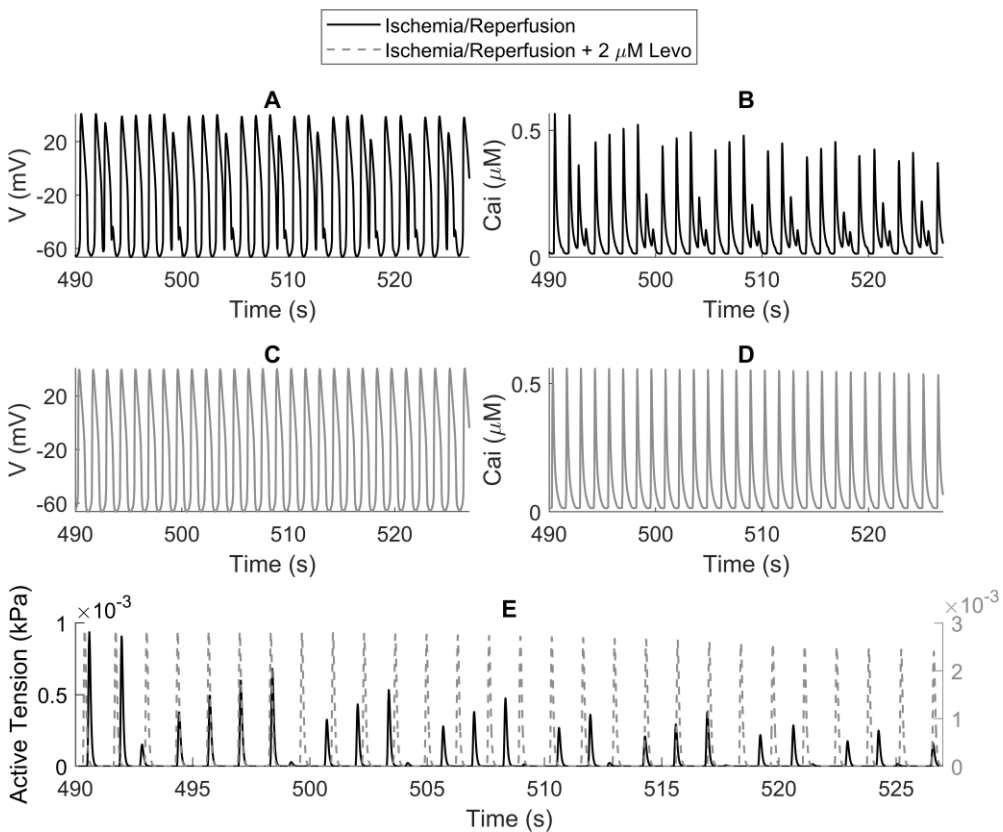 Ischemia/Reperfusion
Ischemia/Reperfusion + 2 μM Levo
A
20
-20
-60
V (mV)
490 500 510 520
Time (s)
B
0.5
0
Cai (μM)
490 500 510 520
Time (s)
C
20
-20
-60
V (mV)
490 500 510 520
Time (s)
D
0.5
0
Cai (μM)
490 500 510 520
Time (s)
×10⁻³ E ×10⁻³
1
0.5
0
Active Tension (kPa)
3
2
1
0
490 495 500 505 510 515 520 525
Time (s)